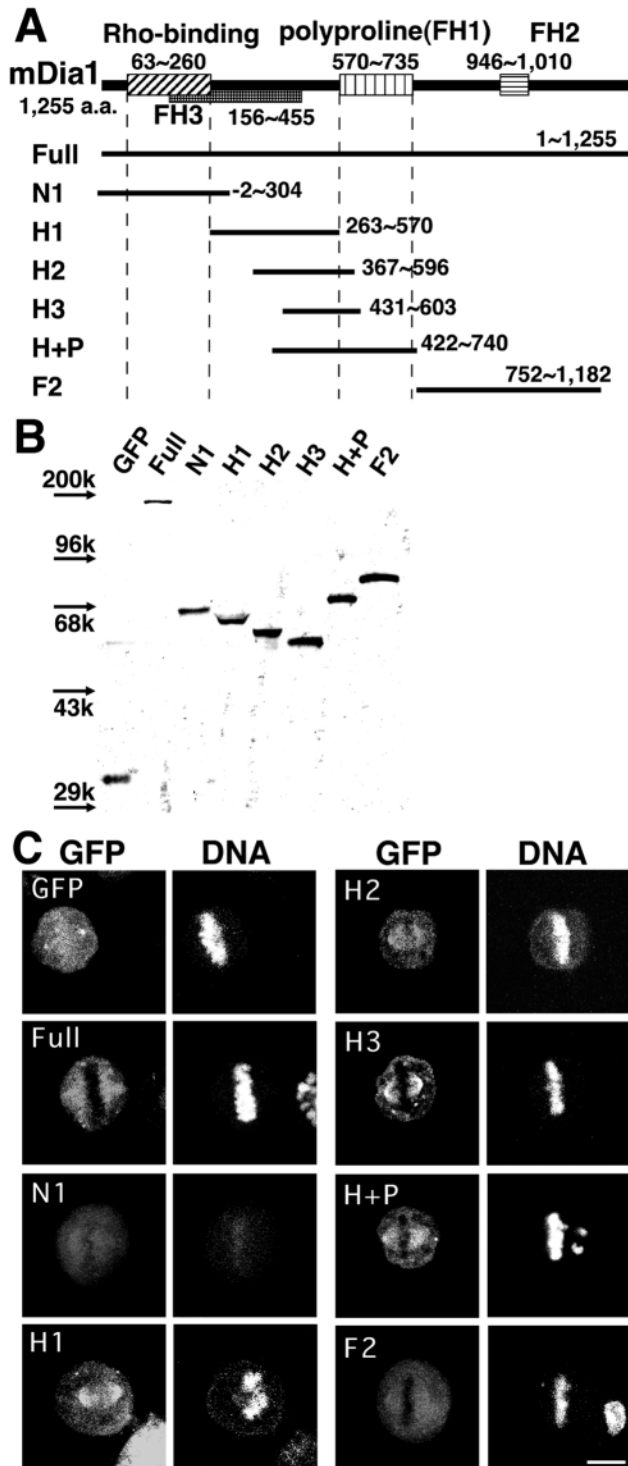 A
Rho-binding
polyproline(FH1)
FH2
mDia1
63~260
570~735
946~1,010
1,255 a.a.
FH3
156~455
Full
1~1,255
N1
-2~304
H1
263~570
H2
367~596
H3
431~603
H+P
422~740
F2
752~1,182
B
GFP Full N1 H1 H2 H3 H+P F2
200k
96k
68k
43k
29k
C
GFP DNA GFP DNA
GFP
H2
Full
H3
N1
H+P
H1
F2